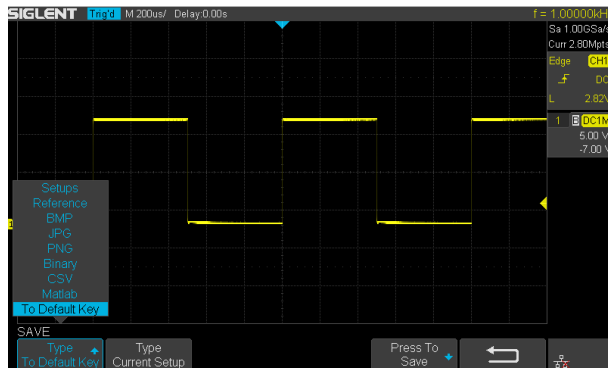 SIGLENT Trig'd M 200us/ Delay:0.00s f = 1.00000kH
Sa 1.00GSa/s
Curr 2.80Mpts
Edge CH1
DC
L 2.82V
1 B DC1M
5.00 V
-7.00 V
1
Setups
Reference
BMP
JPG
PNG
Binary
CSV
Matlab
To Default Key
SAVE
Type
To Default Key
Type
Current Setup
Press To
Save